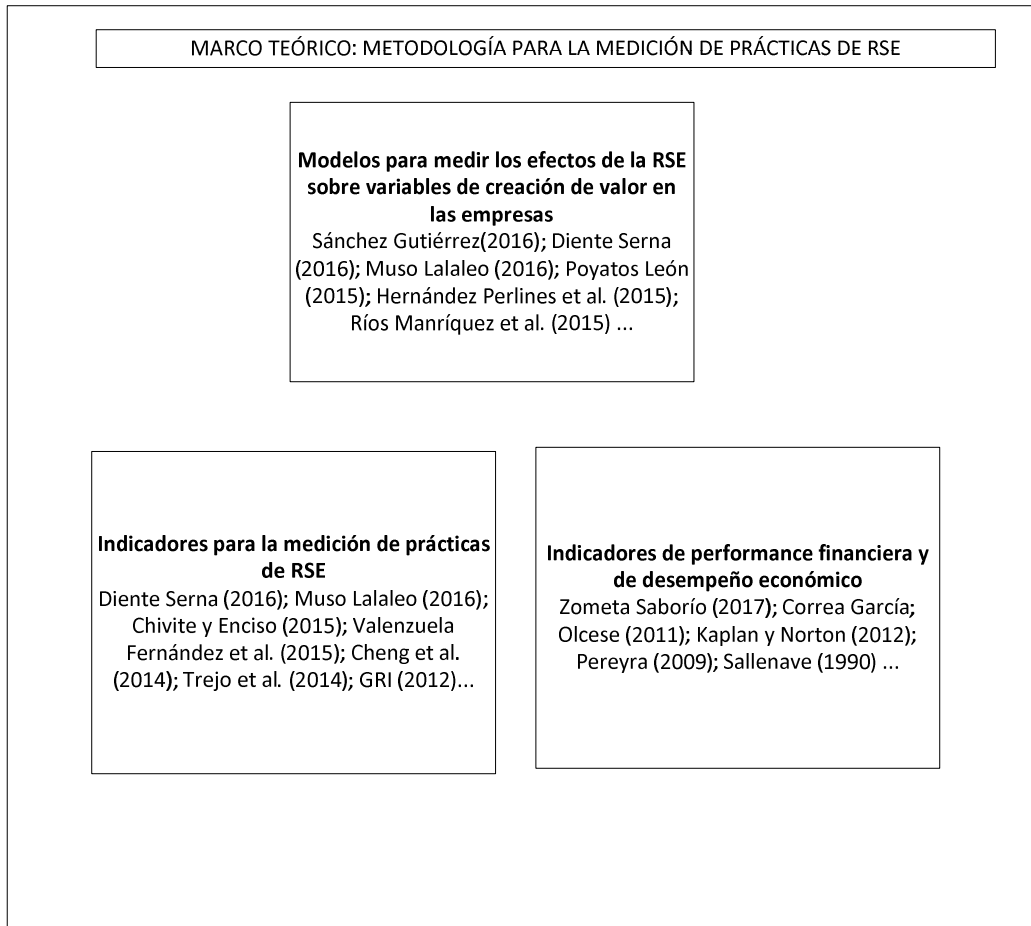 MARCO TEÓRICO: METODOLOGÍA PARA LA MEDICIÓN DE PRÁCTICAS DE RSE
Modelos para medir los efectos de la RSE
sobre variables de creación de valor en
las empresas
Sánchez Gutiérrez(2016); Diente Serna
(2016); Muso Lalaleo (2016); Poyatos León
(2015); Hernández Perlines et al. (2015);
Ríos Manríquez et al. (2015) ...
Indicadores para la medición de prácticas
de RSE
Diente Serna (2016); Muso Lalaleo (2016);
Chivite y Enciso (2015); Valenzuela
Fernández et al. (2015); Cheng et al.
(2014); Trejo et al. (2014); GRI (2012)...
Indicadores de performance financiera y
de desempeño económico
Zometa Saborío (2017); Correa García;
Olcese (2011); Kaplan y Norton (2012);
Pereyra (2009); Sallenave (1990) ...